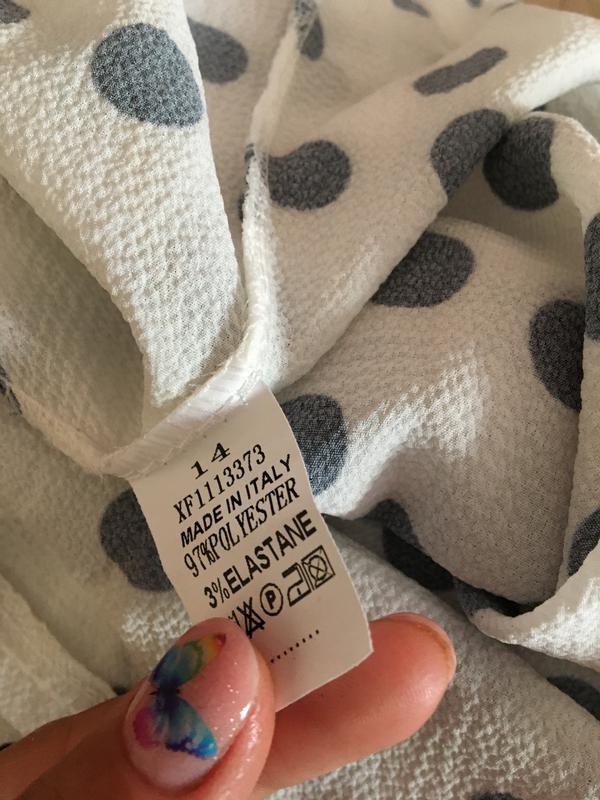 14
XF1113373
MADE IN ITALY
97%POLYESTER
3%ELASTANE
P